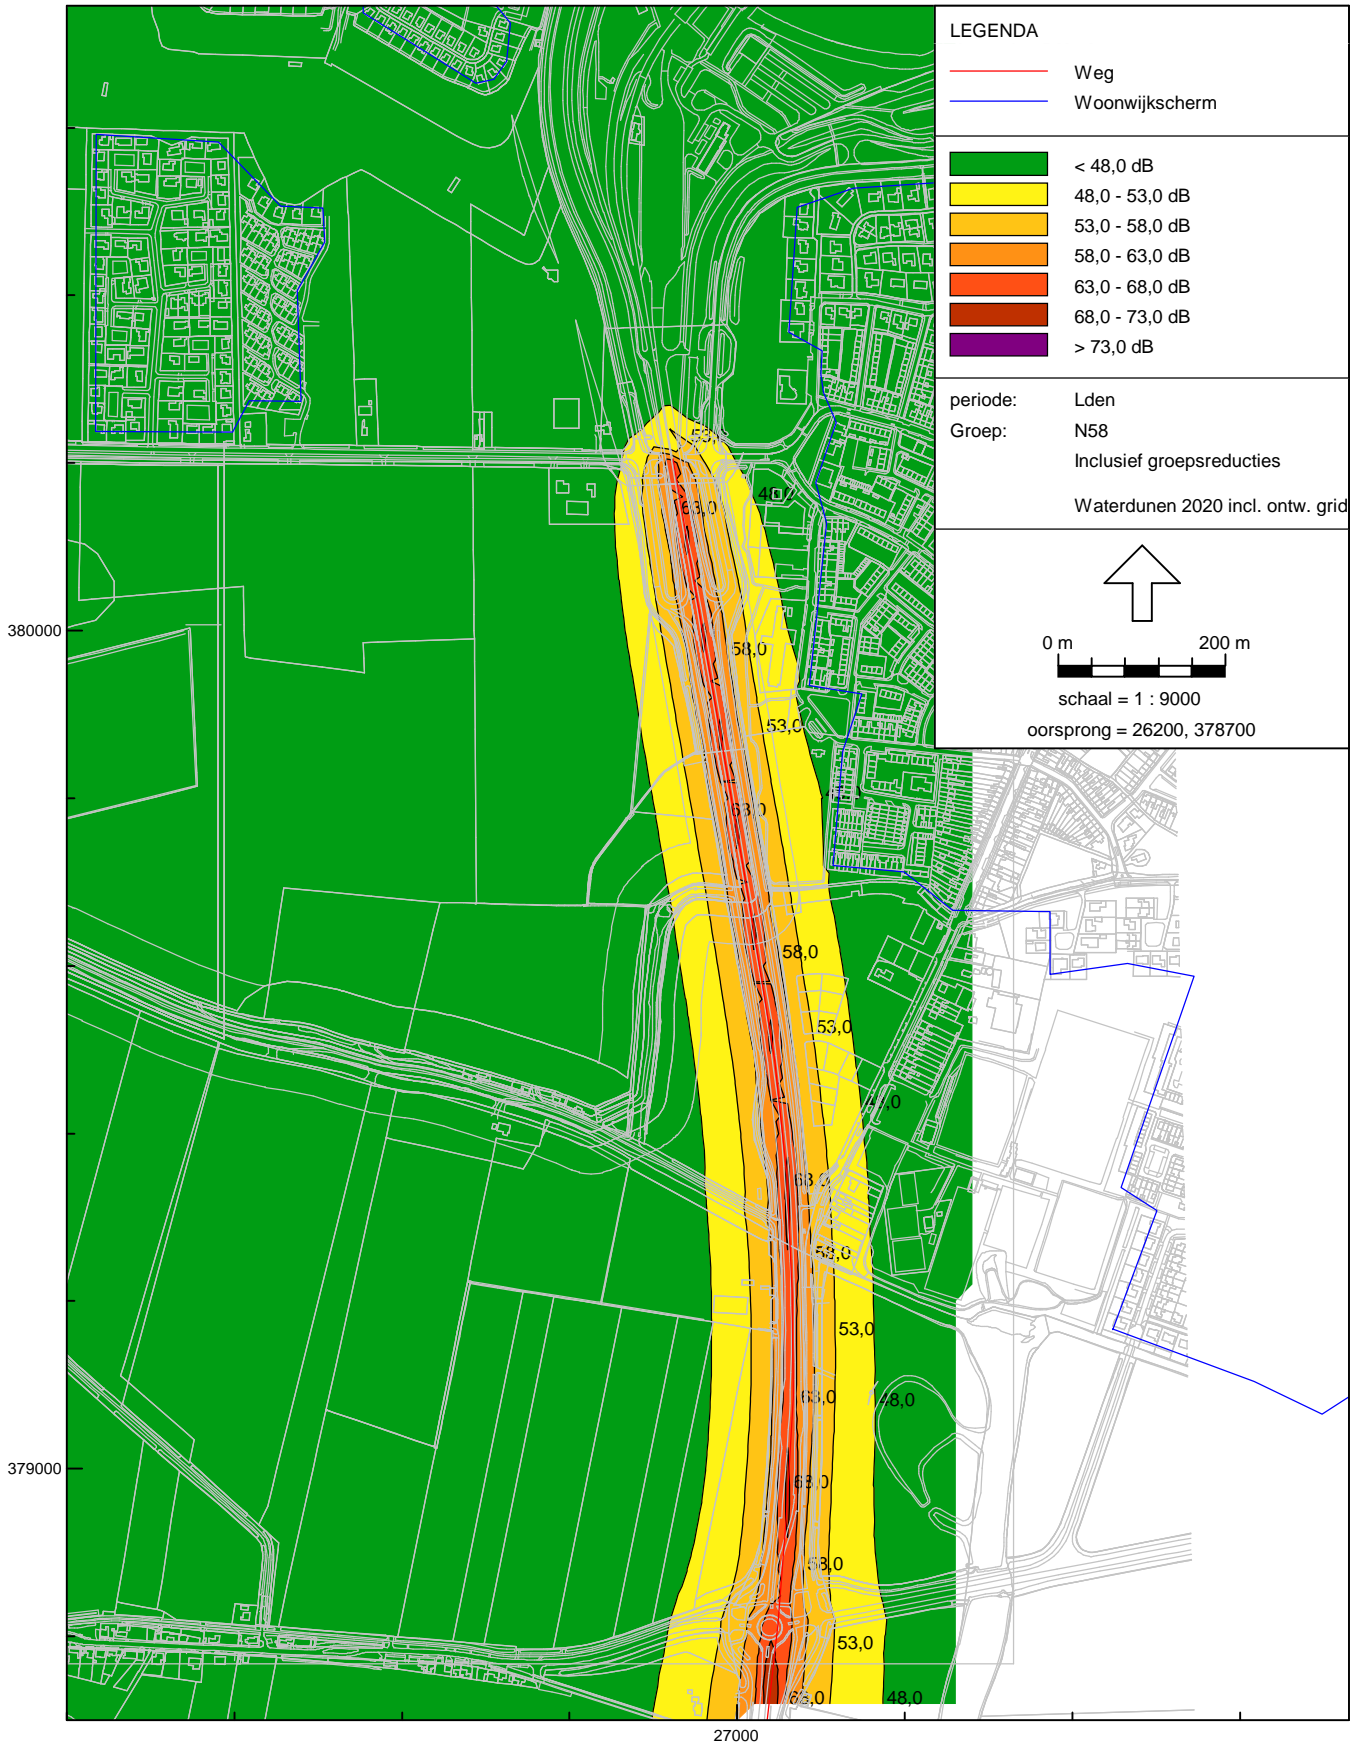 LEGENDA
Weg
Woonwijkscherm
< 48,0 dB
48,0 - 53,0 dB
53,0 - 58,0 dB
58,0 - 63,0 dB
63,0 - 68,0 dB
68,0 - 73,0 dB
> 73,0 dB
periode: Lden
Groep: N58
Inclusief groepsreducties
Waterdunen 2020 incl. ontw. grid
0 m 200 m
schaal = 1 : 9000
oorsprong = 26200, 378700
48,0
63,0
380000
58,0
53,0
63,0
58,0
53,0
63,0
58,0
53,0
63,0
48,0
379000
58,0
53,0
48,0
27000